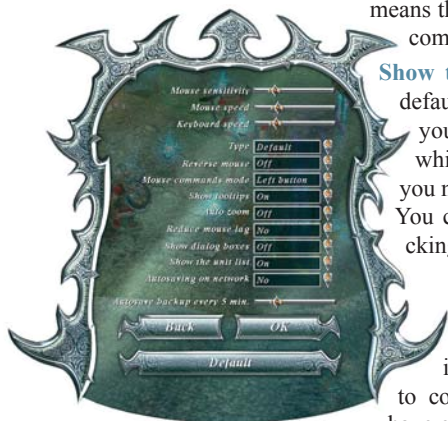 means th
com
Show t
defau
you
whi
you n
You c
cking
i
to co
Mouse sensitivity
Mouse speed
Keyboard speed
Type Default
Reverse mouse Off
Mouse commands mode Left button
Show tooltips On
Auto zoom Off
Reduce mouse lag No
Show dialog boxes Off
Show the unit list On
Autosaving on network No
Autosave backup every 5 min.
Back OK
Default